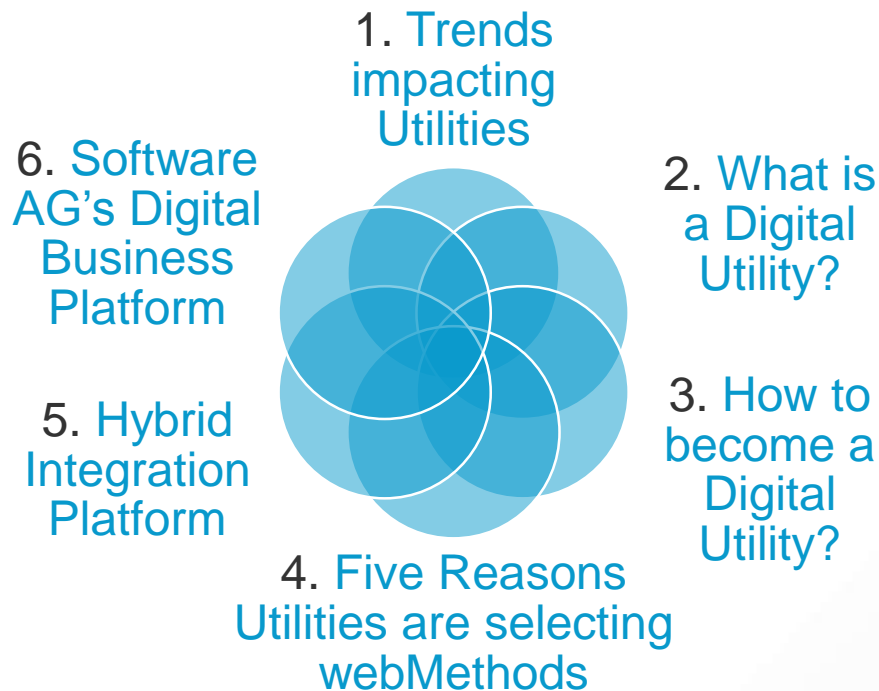 1. Trends
impacting
Utilities
2. What is
a Digital
Utility?
3. How to
become a
Digital
Utility?
4. Five Reasons
Utilities are selecting
webMethods
5. Hybrid
Integration
Platform
6. Software
AG's Digital
Business
Platform